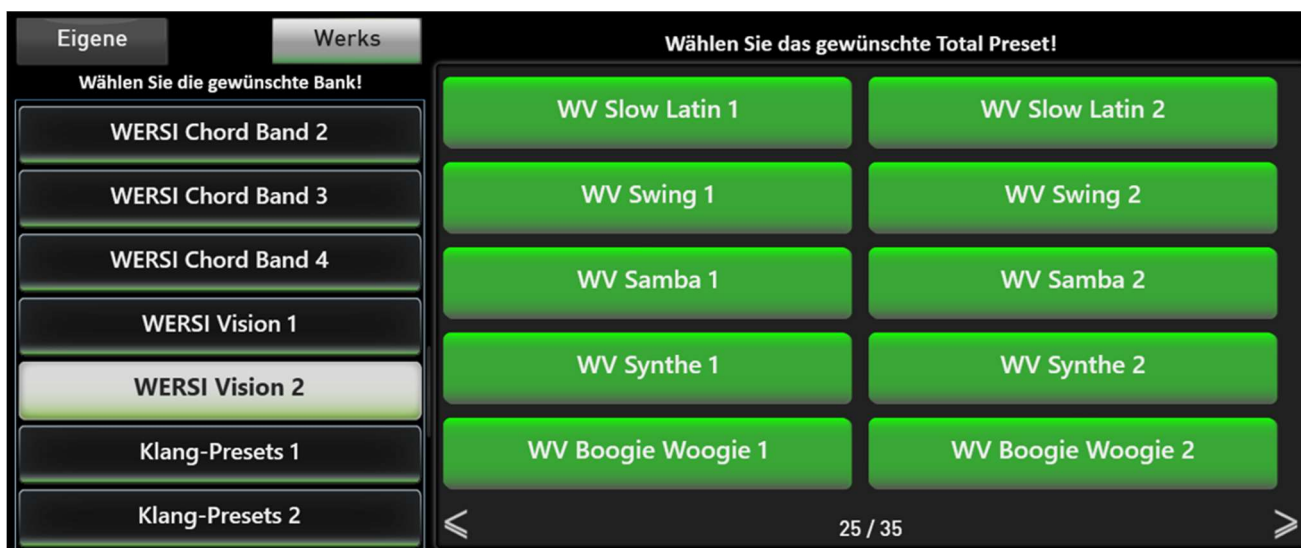 Eigene
Werks
Wählen Sie die gewünschte Bank!
WERSI Chord Band 2
WERSI Chord Band 3
WERSI Chord Band 4
WERSI Vision 1
WERSI Vision 2
Klang-Presets 1
Klang-Presets 2
Wählen Sie das gewünschte Total Preset!
WV Slow Latin 1
WV Slow Latin 2
WV Swing 1
WV Swing 2
WV Samba 1
WV Samba 2
WV Synthe 1
WV Synthe 2
WV Boogie Woogie 1
WV Boogie Woogie 2
25 / 35